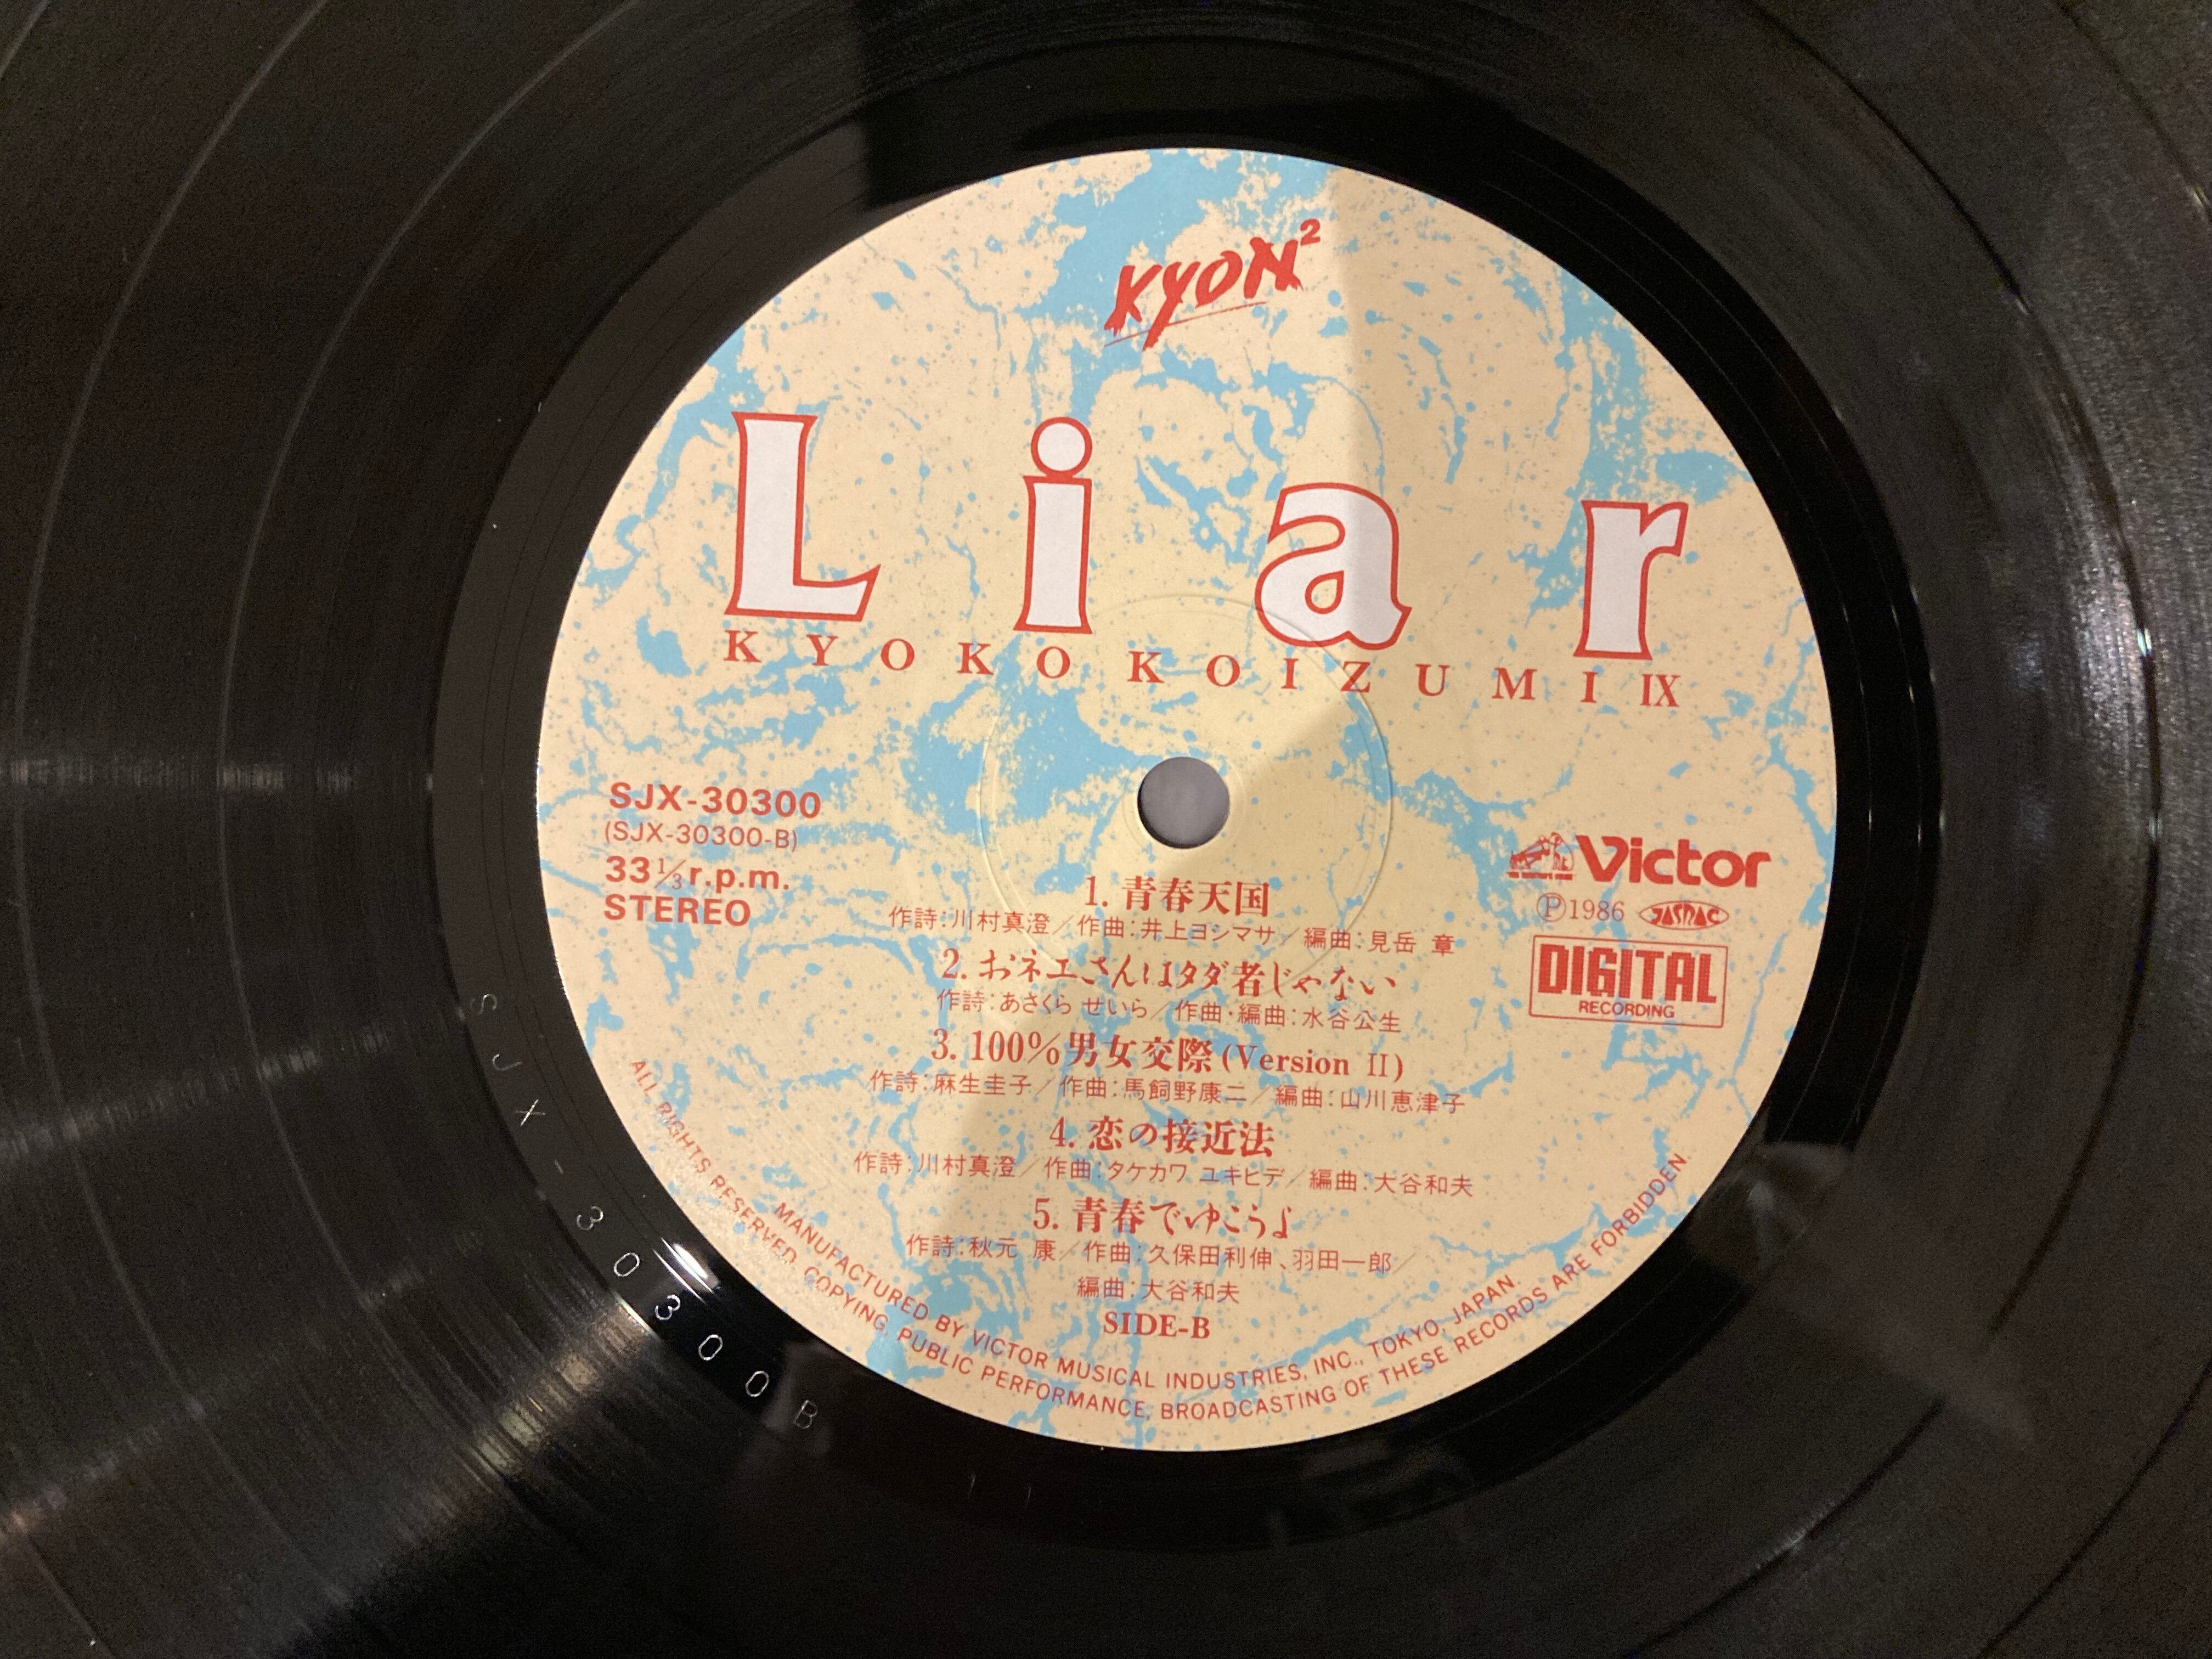 KYON²
Liar
KYOKO KOIZUMI IX
SJX-30300
(SJX-30300-B)
33⅓r.p.m.
STEREO
Victor
Ⓟ1986 JASRAC
DIGITAL
RECORDING
1. 青春天国
作詩:川村真澄／作曲:井上ヨシマサ／編曲:見岳 章
2. おネエさんはタダ者じゃない
作詩:あさくら せいら／作曲・編曲:水谷公生
3. 100%男女交際(Version II)
作詩:麻生圭子／作曲:馬飼野康二／編曲:山川恵津子
4. 恋の接近法
作詩:川村真澄／作曲:タケカワ ユキヒデ／編曲:大谷和夫
5. 青春でゆこうよ
作詩:秋元 康／作曲:久保田利伸、羽田一郎／
編曲:大谷和夫
SIDE-B
MANUFACTURED BY VICTOR MUSICAL INDUSTRIES, INC., TOKYO, JAPAN.
ALL RIGHTS RESERVED. COPYING, PUBLIC PERFORMANCE, BROADCASTING OF THESE RECORDS ARE FORBIDDEN.
SJX-30300B